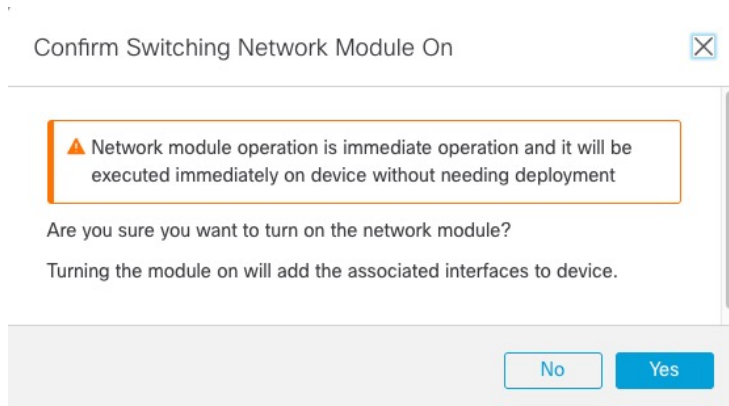 Confirm Switching Network Module On
Network module operation is immediate operation and it will be
executed immediately on device without needing deployment
Are you sure you want to turn on the network module?
Turning the module on will add the associated interfaces to device.
No
Yes